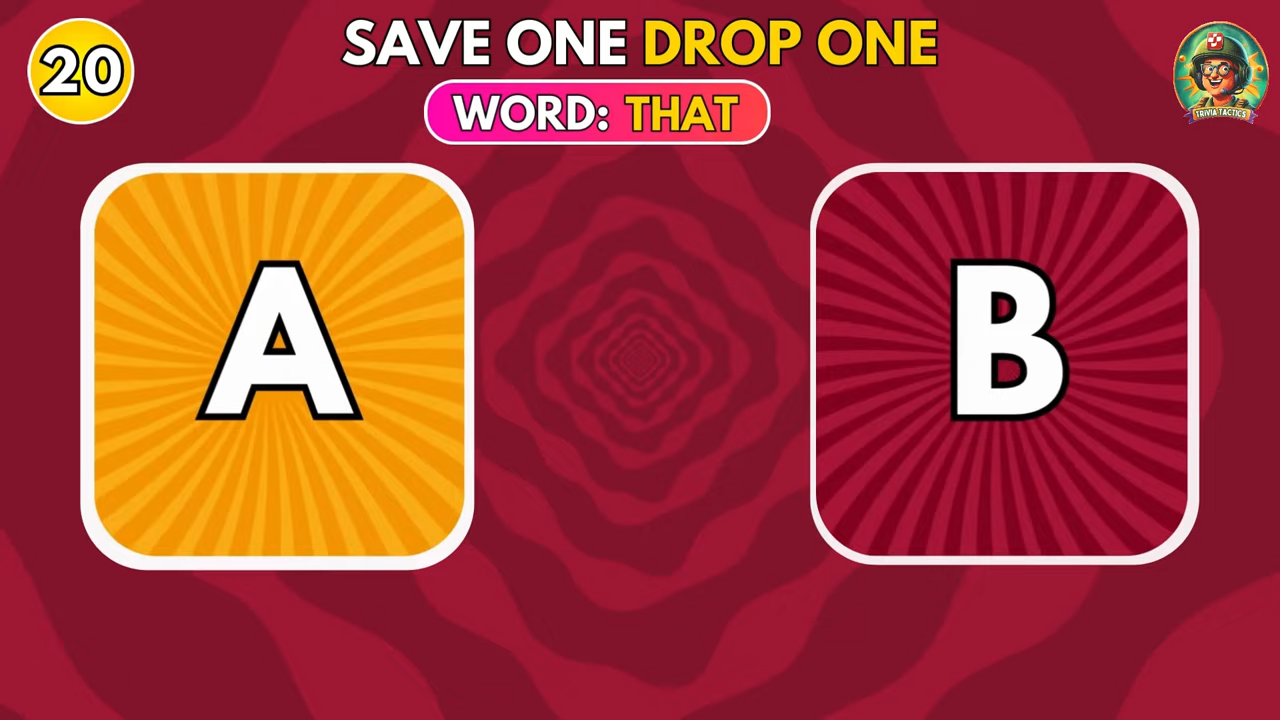 20
SAVE ONE DROP ONE
WORD: THAT
TRIVIA TACTICS
A
B